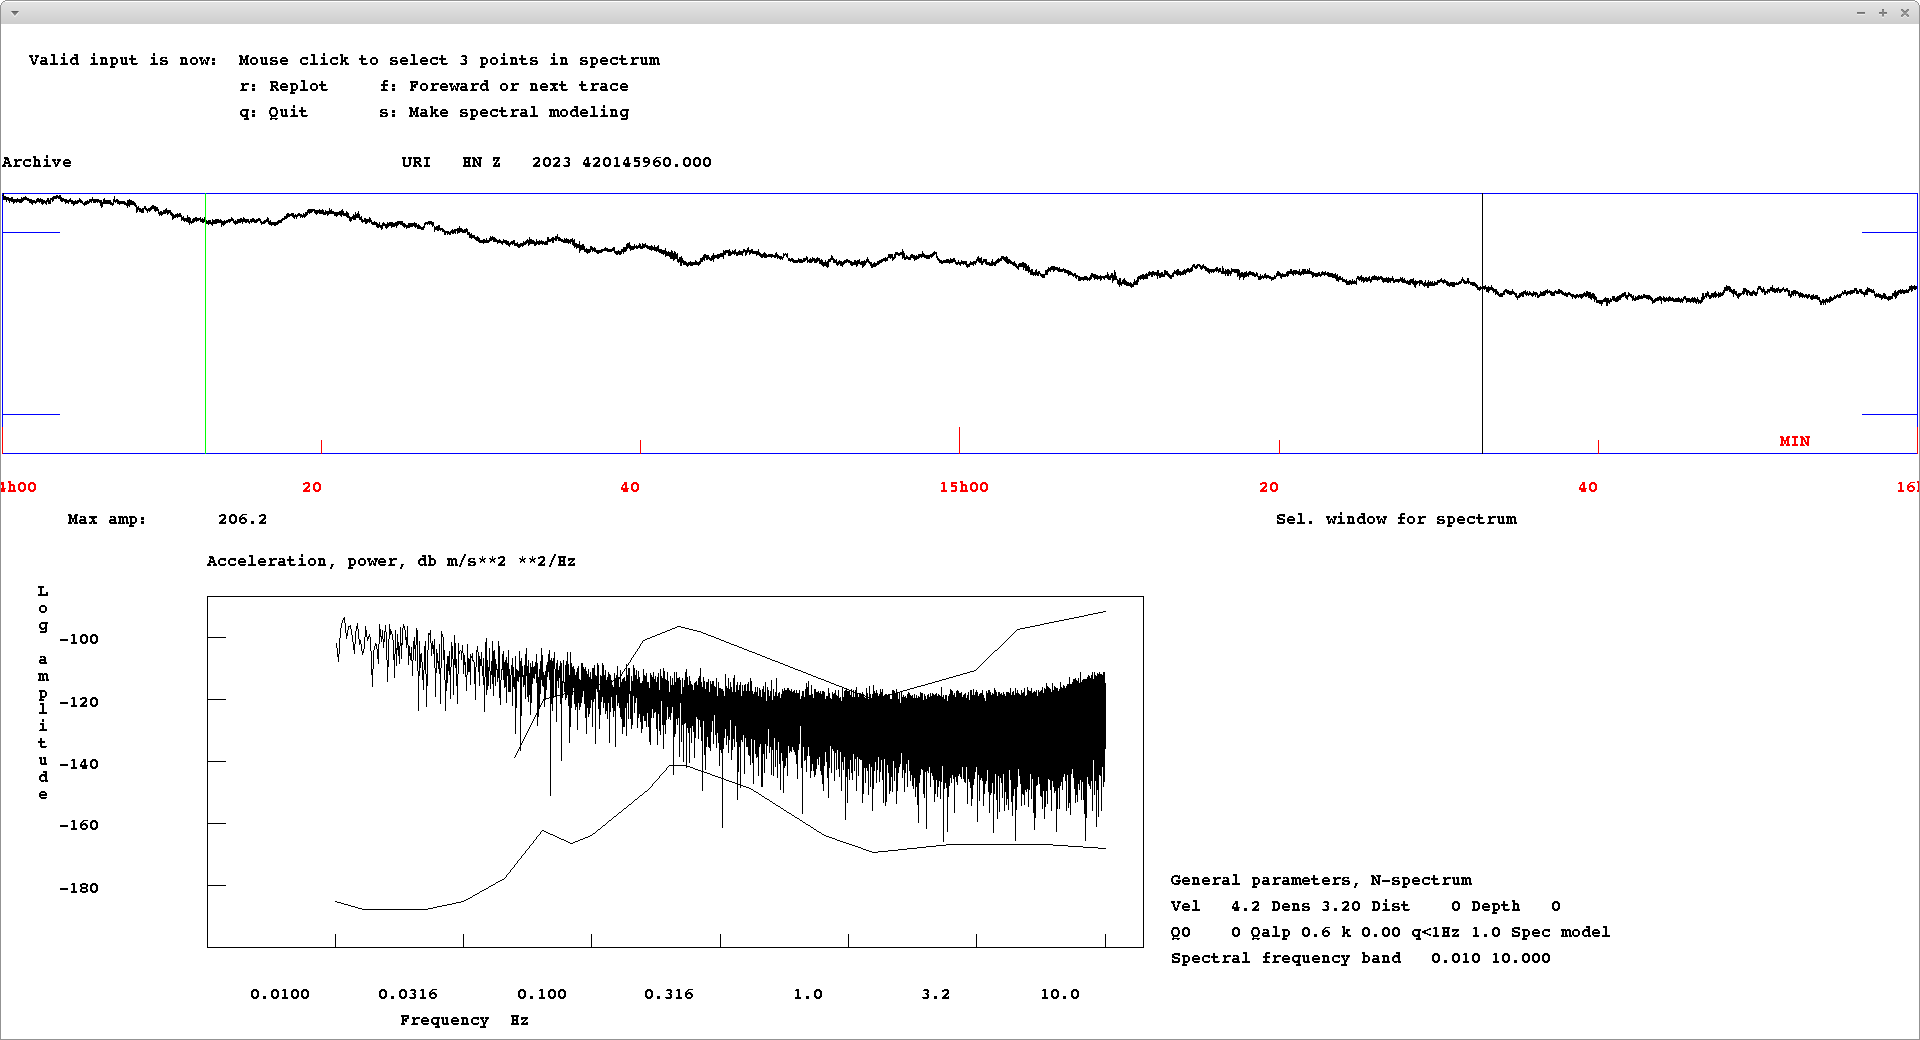 Valid input is now:  Mouse click to select 3 points in spectrum
r: Replot     f: Foreward or next trace
q: Quit       s: Make spectral modeling
Archive                                 URI   HN Z   2023 420145960.000
MIN
4h00 20 40 15h00 20 40 16h
Max amp:       206.2 Sel. window for spectrum
Acceleration, power, db m/s**2 **2/Hz
Log amplitude
-100
-120
-140
-160
-180
General parameters, N-spectrum
Vel   4.2 Dens 3.20 Dist    0 Depth   0
Q0    0 Qalp 0.6 k 0.00 q<1Hz 1.0 Spec model
Spectral frequency band   0.010 10.000
0.0100 0.0316 0.100 0.316 1.0 3.2 10.0
Frequency  Hz